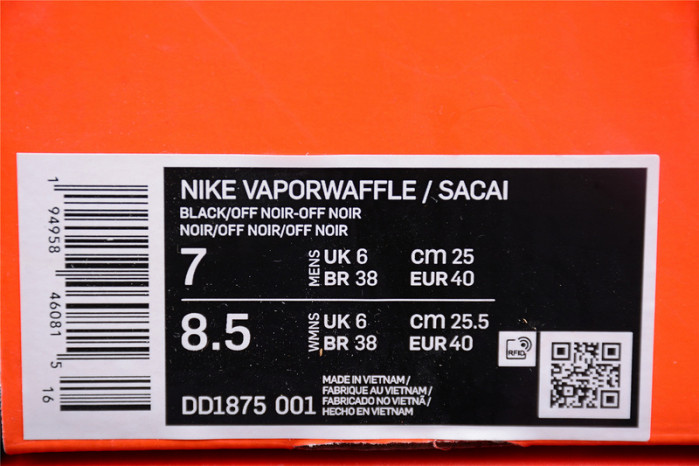 NIKE VAPORWAFFLE / SACAI
BLACK/OFF NOIR-OFF NOIR
NOIR/OFF NOIR/OFF NOIR
7 MENS UK 6 cm 25
BR 38 EUR 40
8.5 WMNS UK 6 cm 25.5
BR 38 EUR 40
RFID
DD1875 001
MADE IN VIETNAM /
FABRIQUE AU VIETNAM /
FABRICADO NO VIETNÃ /
HECHO EN VIETNAM
1 94958 46081 5 16